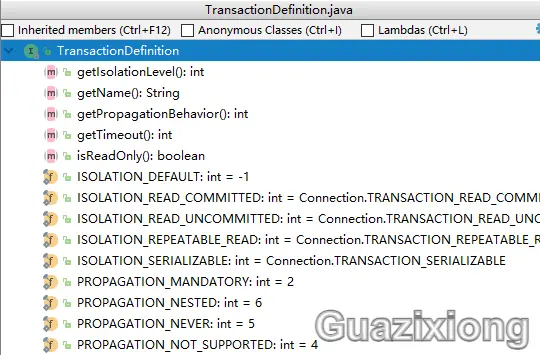 TransactionDefinition.java
Inherited members (Ctrl+F12) Anonymous Classes (Ctrl+I) Lambdas (Ctrl+L)
TransactionDefinition
getIsolationLevel(): int
getName(): String
getPropagationBehavior(): int
getTimeout(): int
isReadOnly(): boolean
ISOLATION_DEFAULT: int = -1
ISOLATION_READ_COMMITTED: int = Connection.TRANSACTION_READ_COMM
ISOLATION_READ_UNCOMMITTED: int = Connection.TRANSACTION_READ_UNC
ISOLATION_REPEATABLE_READ: int = Connection.TRANSACTION_REPEATABLE_R
ISOLATION_SERIALIZABLE: int = Connection.TRANSACTION_SERIALIZABLE
PROPAGATION_MANDATORY: int = 2
PROPAGATION_NESTED: int = 6
PROPAGATION_NEVER: int = 5
PROPAGATION_NOT_SUPPORTED: int = 4
Guazixiong